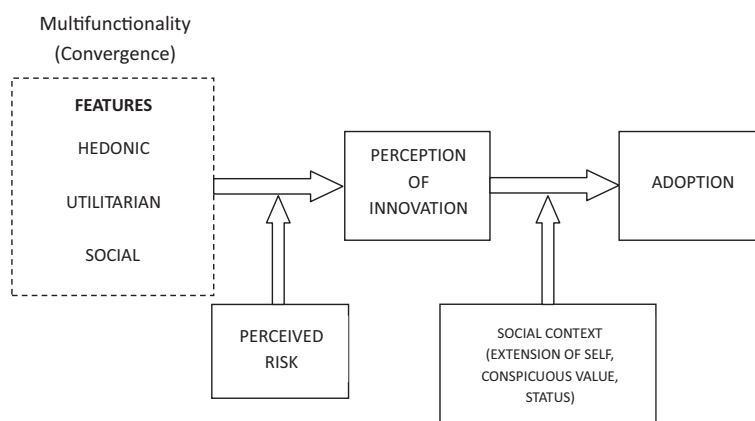 Multifunctionality
(Convergence)
FEATURES
HEDONIC
UTILITARIAN
SOCIAL
PERCEPTION
OF
INNOVATION
ADOPTION
PERCEIVED
RISK
SOCIAL CONTEXT
(EXTENSION OF SELF,
CONSPICUOUS VALUE,
STATUS)